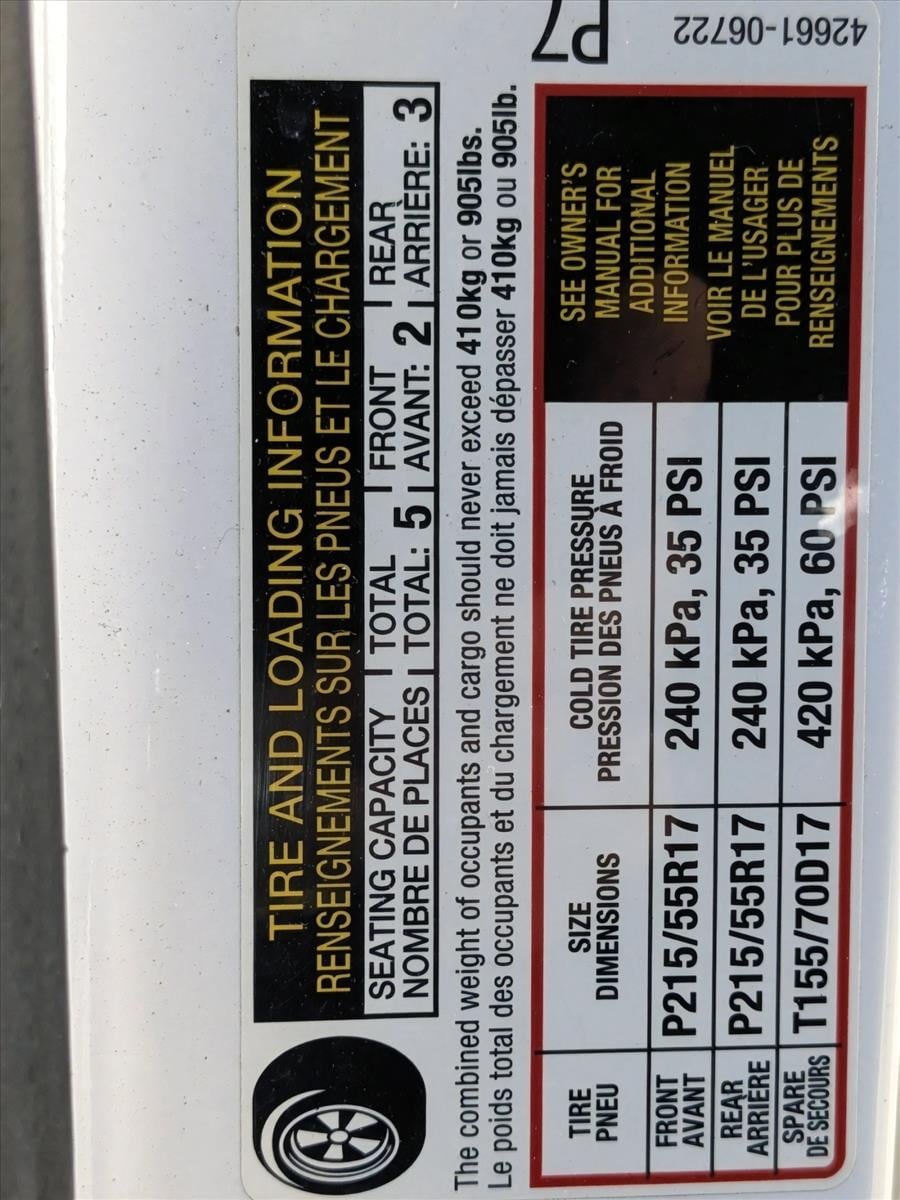 TIRE AND LOADING INFORMATION
RENSEIGNEMENTS SUR LES PNEUS ET LE CHARGEMENT
SEATING CAPACITY | TOTAL | FRONT | REAR
NOMBRE DE PLACES | TOTAL: 5 | AVANT: 2 | ARRIÈRE: 3
The combined weight of occupants and cargo should never exceed 410kg or 905lbs.
Le poids total des occupants et du chargement ne doit jamais dépasser 410kg ou 905lb.
TIRE
PNEU
SIZE
DIMENSIONS
COLD TIRE PRESSURE
PRESSION DES PNEUS À FROID
FRONT
AVANT
P215/55R17
240 kPa, 35 PSI
REAR
ARRIÈRE
P215/55R17
240 kPa, 35 PSI
SPARE
DE SECOURS
T155/70D17
420 kPa, 60 PSI
SEE OWNER'S
MANUAL FOR
ADDITIONAL
INFORMATION
VOIR LE MANUEL
DE L'USAGER
POUR PLUS DE
RENSEIGNEMENTS
P7
42661-06722